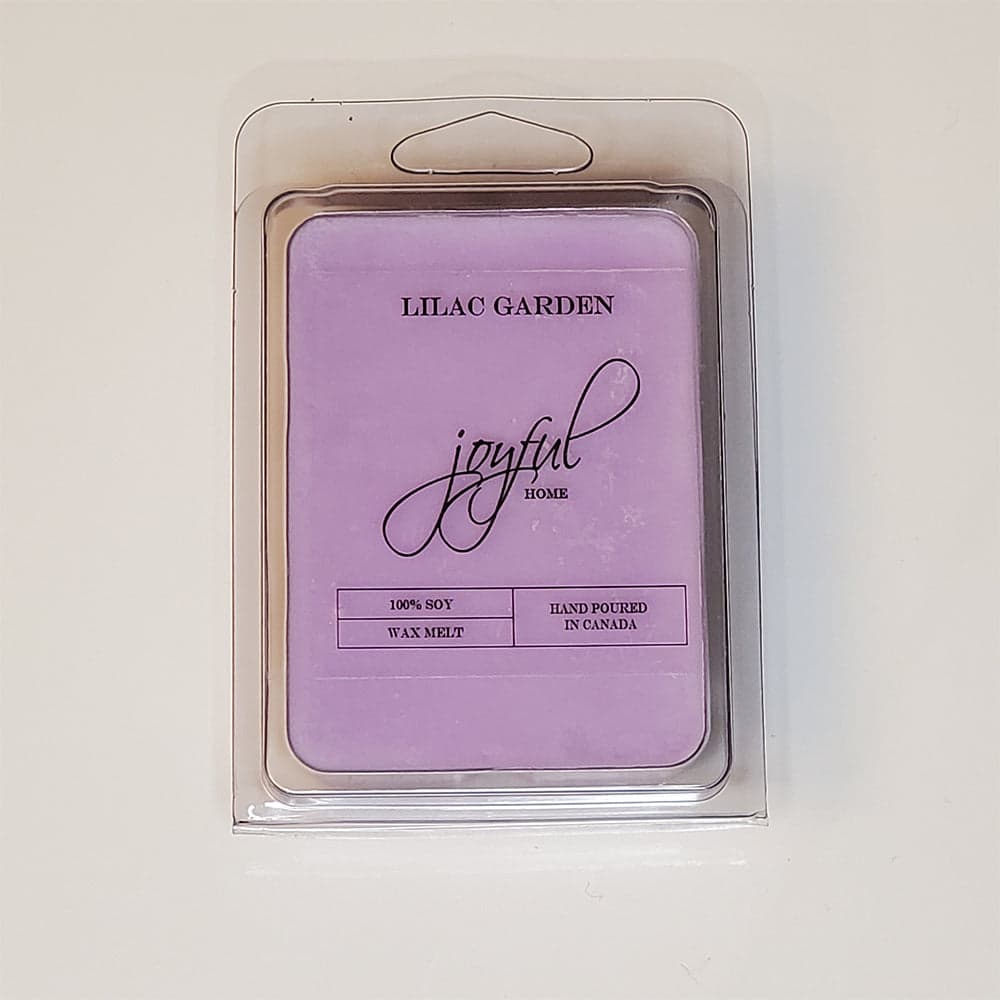 LILAC GARDEN
joyful
HOME
100% SOY
WAX MELT
HAND POURED
IN CANADA